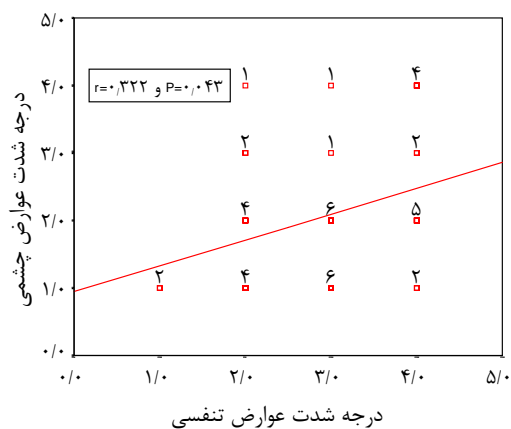 ۵/۰
۴/۰
۳/۰
۲/۰
۱/۰
۰/۰
درجه شدت عوارض چشمی
r=۰٫۳۲۲ و P=۰٫۰۴۳
۱ ۱ ۴
۲ ۱ ۲
۴ ۶ ۵
۲ ۴ ۶ ۲
۰/۰ ۱/۰ ۲/۰ ۳/۰ ۴/۰ ۵/۰
درجه شدت عوارض تنفسی